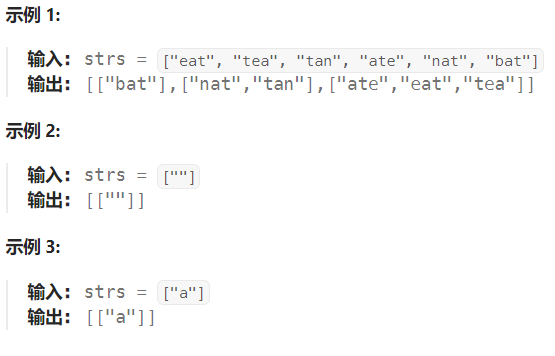 示例 1:
输入: strs = ["eat", "tea", "tan", "ate", "nat", "bat"]
输出: [["bat"],["nat","tan"],["ate","eat","tea"]]
示例 2:
输入: strs = [""]
输出: [[""]]
示例 3:
输入: strs = ["a"]
输出: [["a"]]